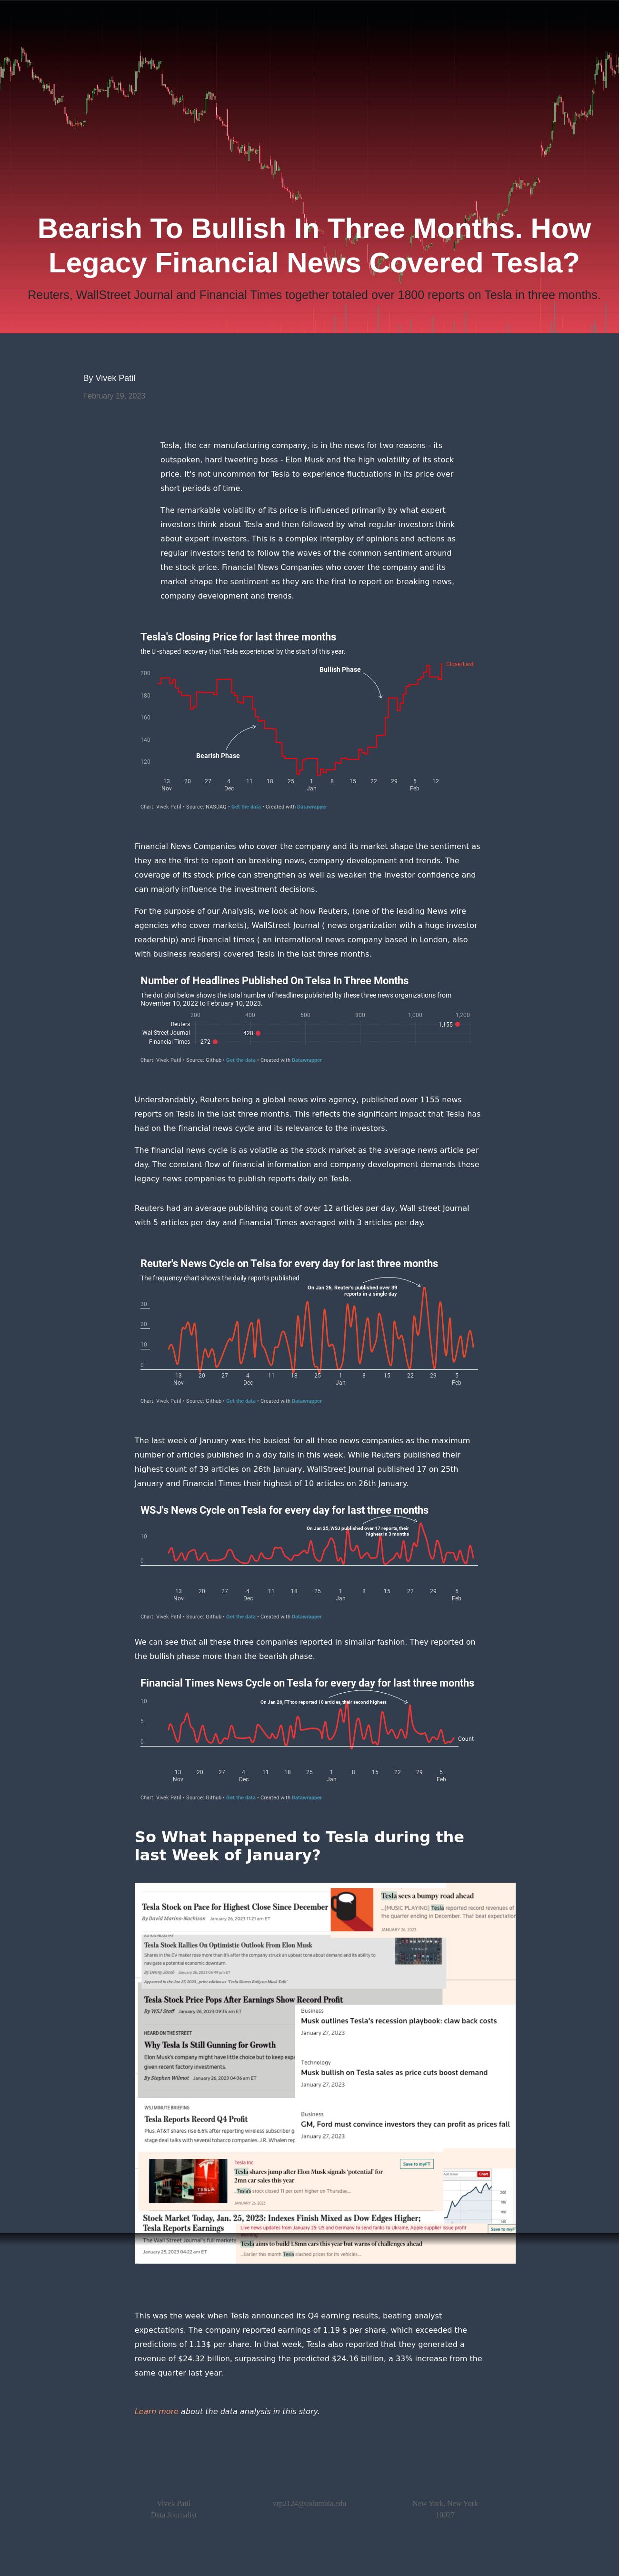 Bearish To Bullish In Three Months. How
Legacy Financial News Covered Tesla?
Reuters, WallStreet Journal and Financial Times together totaled over 1800 reports on Tesla in three months.
By Vivek Patil
February 19, 2023
Tesla, the car manufacturing company, is in the news for two reasons - its
outspoken, hard tweeting boss - Elon Musk and the high volatility of its stock
price. It's not uncommon for Tesla to experience fluctuations in its price over
short periods of time.
The remarkable volatility of its price is influenced primarily by what expert
investors think about Tesla and then followed by what regular investors think
about expert investors. This is a complex interplay of opinions and actions as
regular investors tend to follow the waves of the common sentiment around
the stock price. Financial News Companies who cover the company and its
market shape the sentiment as they are the first to report on breaking news,
company development and trends.
Tesla's Closing Price for last three months
the U -shaped recovery that Tesla experienced by the start of this year.
Bullish Phase
Close/Last
200
180
160
140
120
Bearish Phase
13 20 27 4 11 18 25 1 8 15 22 29 5 12
Nov Dec Jan Feb
Chart: Vivek Patil • Source: NASDAQ • Get the data • Created with Datawrapper
Financial News Companies who cover the company and its market shape the sentiment as
they are the first to report on breaking news, company development and trends. The
coverage of its stock price can strengthen as well as weaken the investor confidence and
can majorly influence the investment decisions.
For the purpose of our Analysis, we look at how Reuters, (one of the leading News wire
agencies who cover markets), WallStreet Journal ( news organization with a huge investor
readership) and Financial times ( an international news company based in London, also
with business readers) covered Tesla in the last three months.
Number of Headlines Published On Telsa In Three Months
The dot plot below shows the total number of headlines published by these three news organizations from
November 10, 2022 to February 10, 2023.
200 400 600 800 1,000 1,200
Reuters 1,155
WallStreet Journal 428
Financial Times 272
Chart: Vivek Patil • Source: Github • Get the data • Created with Datawrapper
Understandably, Reuters being a global news wire agency, published over 1155 news
reports on Tesla in the last three months. This reflects the significant impact that Tesla has
had on the financial news cycle and its relevance to the investors.
The financial news cycle is as volatile as the stock market as the average news article per
day. The constant flow of financial information and company development demands these
legacy news companies to publish reports daily on Tesla.
Reuters had an average publishing count of over 12 articles per day, Wall street Journal
with 5 articles per day and Financial Times averaged with 3 articles per day.
Reuter's News Cycle on Telsa for every day for last three months
The frequency chart shows the daily reports published
On Jan 26, Reuter's published over 39
reports in a single day
30
20
10
0
13 20 27 4 11 18 25 1 8 15 22 29 5
Nov Dec Jan Feb
Chart: Vivek Patil • Source: Github • Get the data • Created with Datawrapper
The last week of January was the busiest for all three news companies as the maximum
number of articles published in a day falls in this week. While Reuters published their
highest count of 39 articles on 26th January, WallStreet Journal published 17 on 25th
January and Financial Times their highest of 10 articles on 26th January.
WSJ's News Cycle on Tesla for every day for last three months
On Jan 25, WSJ published over 17 reports, their
highest in 3 months
10
0
13 20 27 4 11 18 25 1 8 15 22 29 5
Nov Dec Jan Feb
Chart: Vivek Patil • Source: Github • Get the data • Created with Datawrapper
We can see that all these three companies reported in simailar fashion. They reported on
the bullish phase more than the bearish phase.
Financial Times News Cycle on Tesla for every day for last three months
On Jan 26, FT too reported 10 articles, their second highest
10
5
0
Count
13 20 27 4 11 18 25 1 8 15 22 29 5
Nov Dec Jan Feb
Chart: Vivek Patil • Source: Github • Get the data • Created with Datawrapper
So What happened to Tesla during the
last Week of January?
Tesla Stock on Pace for Highest Close Since December
By David Marino-Nachison January 26, 2023 11:21 am ET
Tesla sees a bumpy road ahead
...[MUSIC PLAYING] Tesla reported record revenues of
the quarter ending in December. That beat expectation
JANUARY 26, 2023
Tesla Stock Rallies On Optimistic Outlook From Elon Musk
Shares in the EV maker rose more than 8% after the company struck an upbeat tone about demand and its ability to
navigate a potential economic downturn.
Appeared in the Jan 27, 2023, print edition as 'Tesla Shares Rally on Musk Talk'
Tesla Stock Price Pops After Earnings Show Record Profit
By WSJ Staff January 26, 2023 04:35 am ET
HEARD ON THE STREET
Why Tesla Is Still Gunning for Growth
Elon Musk's company might have little choice but to keep expa
given recent factory investments.
By Stephen Wilmot January 26, 2023 04:36 am ET
Business
Musk outlines Tesla's recession playbook: claw back costs
January 27, 2023
Technology
Musk bullish on Tesla sales as price cuts boost demand
January 27, 2023
Business
GM, Ford must convince investors they can profit as prices fall
January 27, 2023
WSJ MINUTE BRIEFING
Tesla Reports Record Q4 Profit
Plus: AT&T shares rise 6.6% after reporting wireless subscriber g
stage deal talks with several tobacco companies. J.R. Whalen rep
Tesla Inc
Save to myFT
Tesla shares jump after Elon Musk signals 'potential' for
2mn car sales this year
...Tesla's stock closed 11 per cent higher on Thursday...
JANUARY 26, 2023
Chart
200
150
100
Stock Market Today, Jan. 25, 2023: Indexes Finish Mixed as Dow Edges Higher;
Tesla Reports Earnings
Live news updates from January 25: US and Germany to send tanks to Ukraine, Apple supplier issue profit
Save to myF
The Wall Street Journal's full markets
January 25, 2023 04:22 am ET
Tesla aims to build 1.8mn cars this year but warns of challenges ahead
...Earlier this month Tesla slashed prices for its vehicles...
This was the week when Tesla announced its Q4 earning results, beating analyst
expectations. The company reported earnings of 1.19 $ per share, which exceeded the
predictions of 1.13$ per share. In that week, Tesla also reported that they generated a
revenue of $24.32 billion, surpassing the predicted $24.16 billion, a 33% increase from the
same quarter last year.
Learn more about the data analysis in this story.
Vivek Patil
Data Journalist
vrp2124@columbia.edu
New York, New York
10027